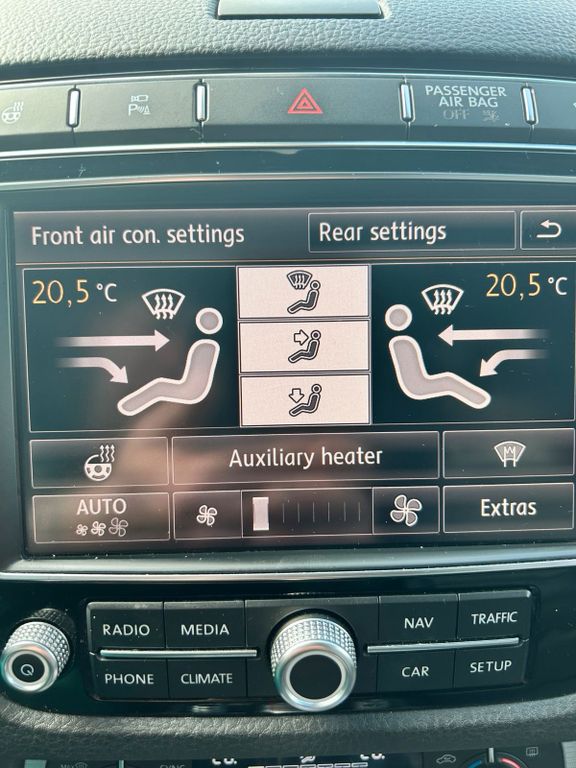 P
PASSENGER
AIR BAG
OFF
Front air con. settings
Rear settings
20,5 °C
20,5 °C
Auxiliary heater
AUTO
Extras
RADIO
MEDIA
NAV
TRAFFIC
PHONE
CLIMATE
CAR
SETUP